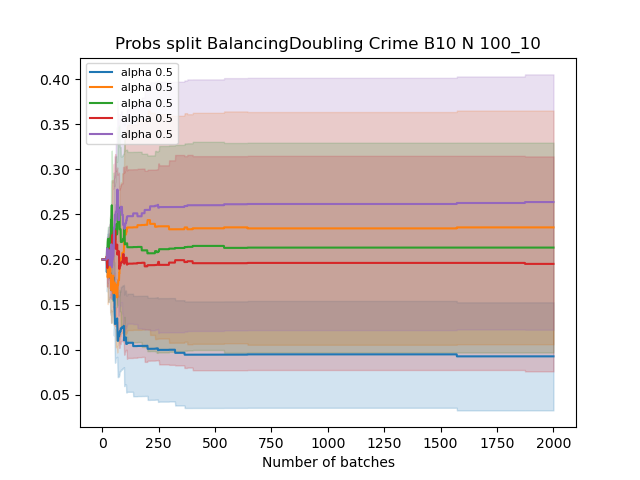 Probs split BalancingDoubling Crime B10 N 100_10
0.40
0.35
0.30
0.25
0.20
0.15
0.10
0.05
alpha 0.5
alpha 0.5
alpha 0.5
alpha 0.5
alpha 0.5
0 250 500 750 1000 1250 1500 1750 2000
Number of batches